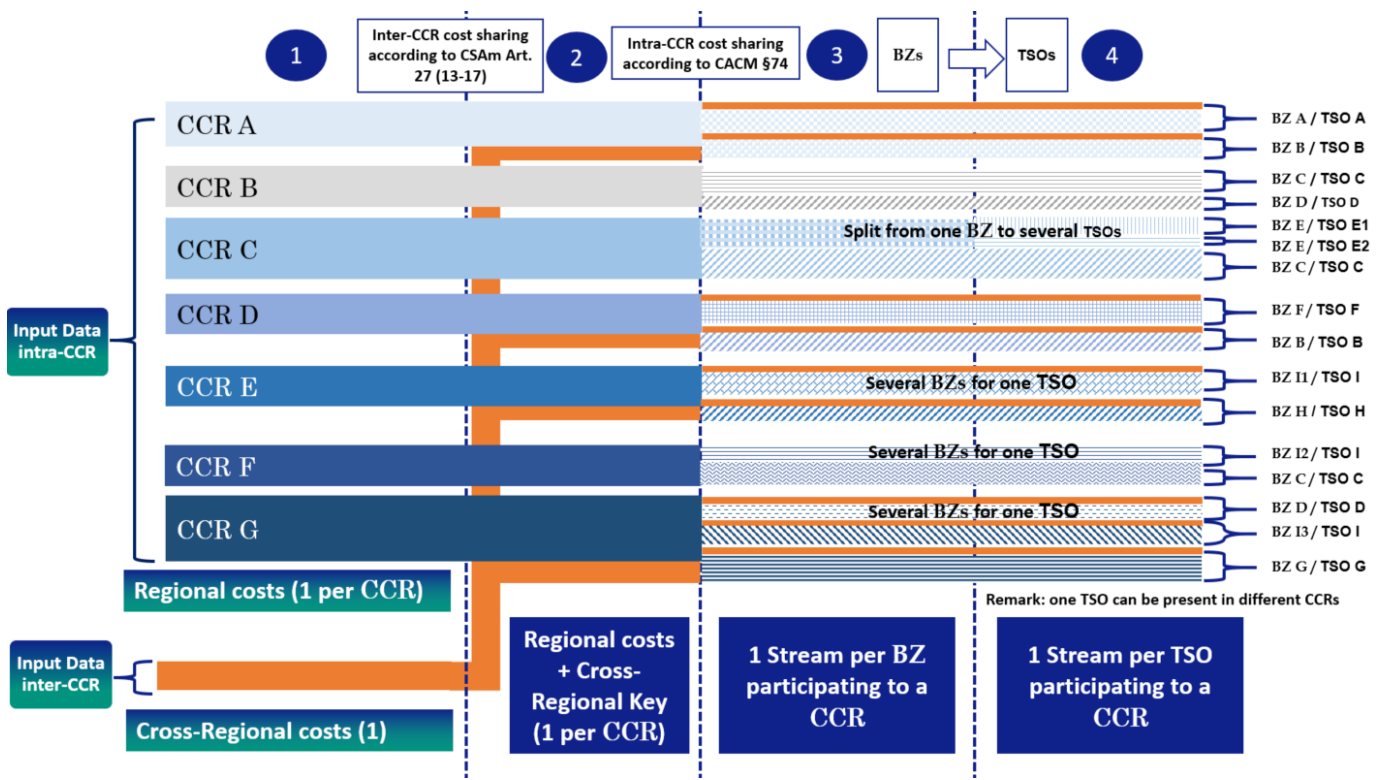 1
Inter-CCR cost sharing
according to CSAm Art.
27 (13-17)
2
Intra-CCR cost sharing
according to CACM §74
3
BZs
TSOs
4
CCR A
CCR B
CCR C
CCR D
CCR E
CCR F
CCR G
Input Data
intra-CCR
Split from one BZ to several TSOs
Several BZs for one TSO
Several BZs for one TSO
Several BZs for one TSO
BZ A / TSO A
BZ B / TSO B
BZ C / TSO C
BZ D / TSO D
BZ E / TSO E1
BZ E / TSO E2
BZ C / TSO C
BZ F / TSO F
BZ B / TSO B
BZ I1 / TSO I
BZ H / TSO H
BZ I2 / TSO I
BZ C / TSO C
BZ D / TSO D
BZ I3 / TSO I
BZ G / TSO G
Remark: one TSO can be present in different CCRs
Regional costs (1 per CCR)
Input Data
inter-CCR
Cross-Regional costs (1)
Regional costs
+ Cross-
Regional Key
(1 per CCR)
1 Stream per BZ
participating to a
CCR
1 Stream per TSO
participating to a
CCR